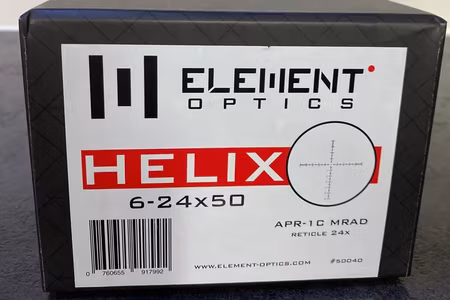 ELEMENT
OPTICS
HELIX
6-24x50
APR-1C MRAD
RETICLE 24x
0 760655 917992
WWW.ELEMENT-OPTICS.COM
#50040